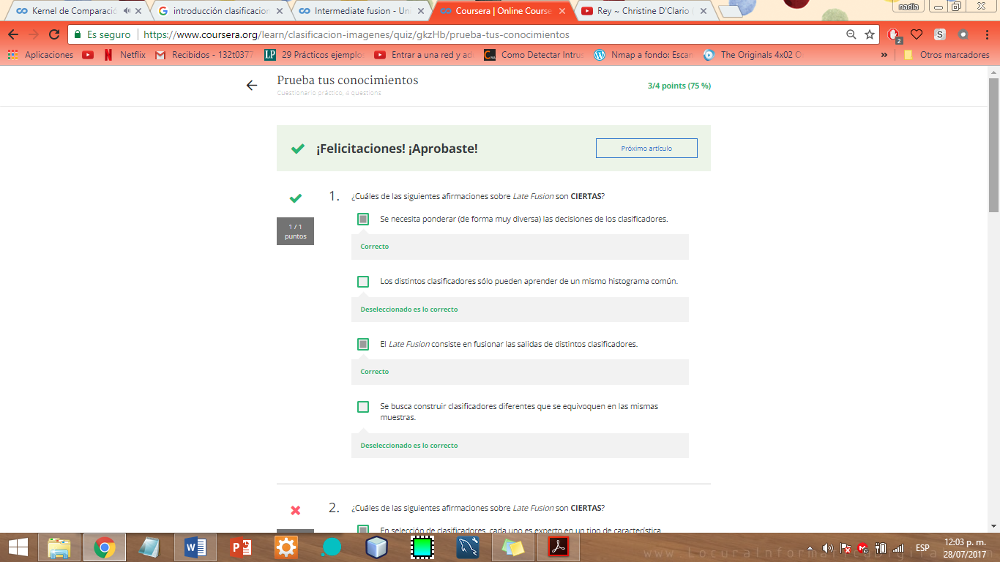 Kernel de Comparació
introducción clasificacion
Intermediate fusion - Uni
Coursera | Online Course
Rey ~ Christine D'Clario (
nadia
Es seguro
https://www.coursera.org/learn/clasificacion-imagenes/quiz/gkzHb/prueba-tus-conocimientos
2
Aplicaciones
Netflix
Recibidos - 132t0377
29 Prácticos ejemplo
Entrar a una red y ad
Como Detectar Intrus
Nmap a fondo: Escan
The Originals 4x02 O
»
Otros marcadores
Prueba tus conocimientos
Cuestionario práctico, 4 questions
3/4 points (75 %)
¡Felicitaciones! ¡Aprobaste!
Próximo artículo
1.
¿Cuáles de las siguientes afirmaciones sobre Late Fusion son CIERTAS?
1 / 1
puntos
Se necesita ponderar (de forma muy diversa) las decisiones de los clasificadores.
Correcto
Los distintos clasificadores sólo pueden aprender de un mismo histograma común.
Deseleccionado es lo correcto
El Late Fusion consiste en fusionar las salidas de distintos clasificadores.
Correcto
Se busca construir clasificadores diferentes que se equivoquen en las mismas
muestras.
Deseleccionado es lo correcto
2.
¿Cuáles de las siguientes afirmaciones sobre Late Fusion son CIERTAS?
En selección de clasificadores, cada uno es experto en un tipo de característica
ESP
12:03 p. m.
28/07/2017